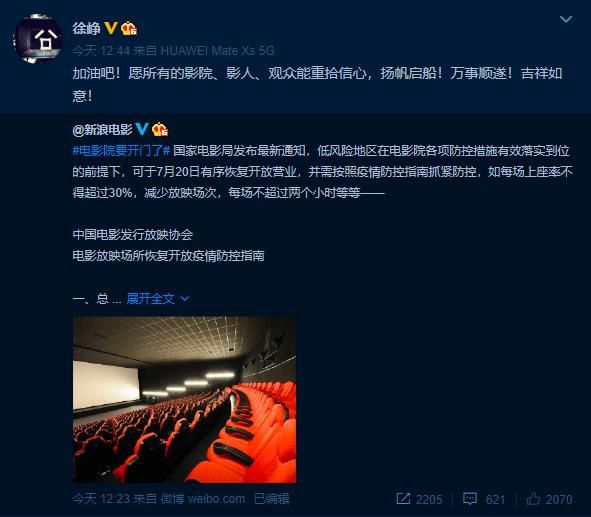 徐峥
今天 12:44 来自 HUAWEI Mate Xs 5G
加油吧！愿所有的影院、影人、观众能重拾信心，扬帆启船！万事顺遂！吉祥如
意！
@新浪电影
#电影院要开门了# 国家电影局发布最新通知，低风险地区在电影院各项防控措施有效落实到位
的前提下，可于7月20日有序恢复开放营业，并需按照疫情防控指南抓紧防控，如每场上座率不
得超过30%，减少放映场次，每场不超过两个小时等等——
中国电影发行放映协会
电影放映场所恢复开放疫情防控指南
一、总 ... 展开全文
今天 12:23 来自 微博 weibo.com 已编辑 2205 621 2070